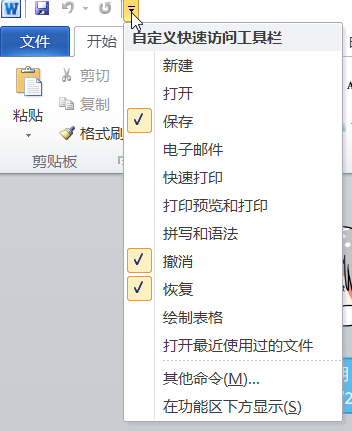 W
文件
开始
粘贴
剪切
复制
格式刷
剪贴板
自定义快速访问工具栏
新建
打开
保存
电子邮件
快速打印
打印预览和打印
拼写和语法
撤消
恢复
绘制表格
打开最近使用过的文件
其他命令(M)...
在功能区下方显示(S)